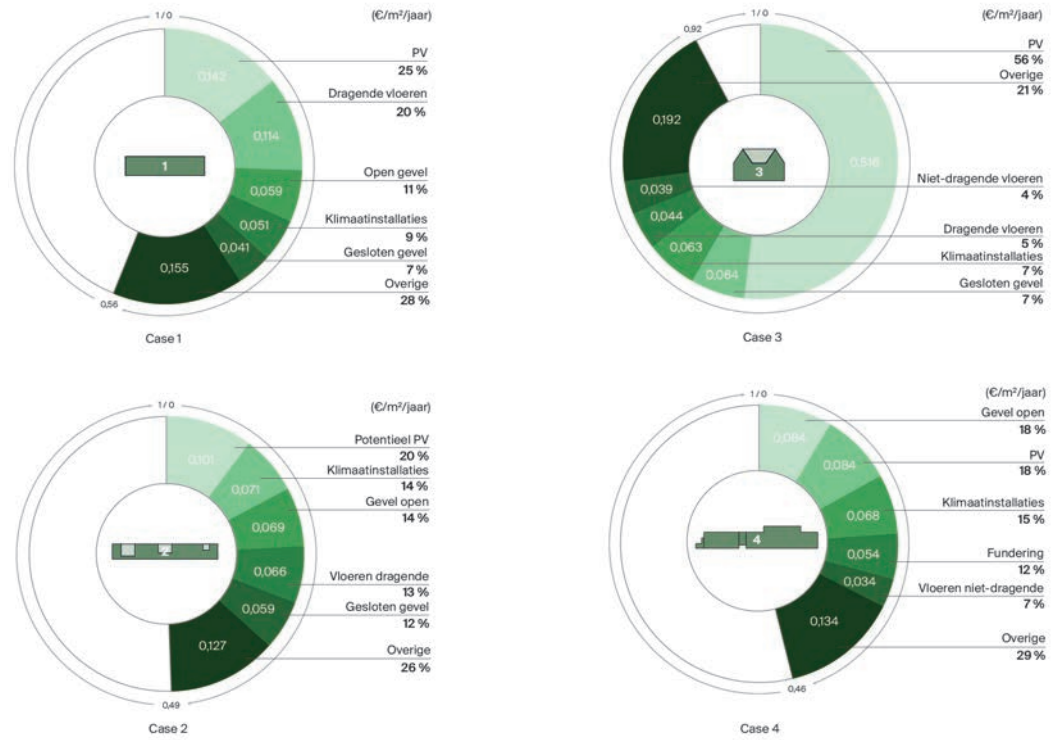 1/0
(€/m²/jaar)
PV
25 %
Dragende vloeren
20 %
Open gevel
11 %
Klimaatinstallaties
9 %
Gesloten gevel
7 %
Overige
28 %
0,142
0,114
0,059
0,051
0,041
0,155
0,56
1
Case 1
1/0
(€/m²/jaar)
0,92
PV
56 %
Overige
21 %
Niet-dragende vloeren
4 %
Dragende vloeren
5 %
Klimaatinstallaties
7 %
Gesloten gevel
7 %
0,516
0,192
0,039
0,044
0,063
0,064
3
Case 3
1/0
(€/m²/jaar)
Potentieel PV
20 %
Klimaatinstallaties
14 %
Gevel open
14 %
Vloeren dragende
13 %
Gesloten gevel
12 %
Overige
26 %
0,101
0,071
0,069
0,066
0,059
0,127
0,49
2
Case 2
1/0
(€/m²/jaar)
Gevel open
18 %
PV
18 %
Klimaatinstallaties
15 %
Fundering
12 %
Vloeren niet-dragende
7 %
Overige
29 %
0,084
0,084
0,068
0,054
0,034
0,134
0,46
4
Case 4